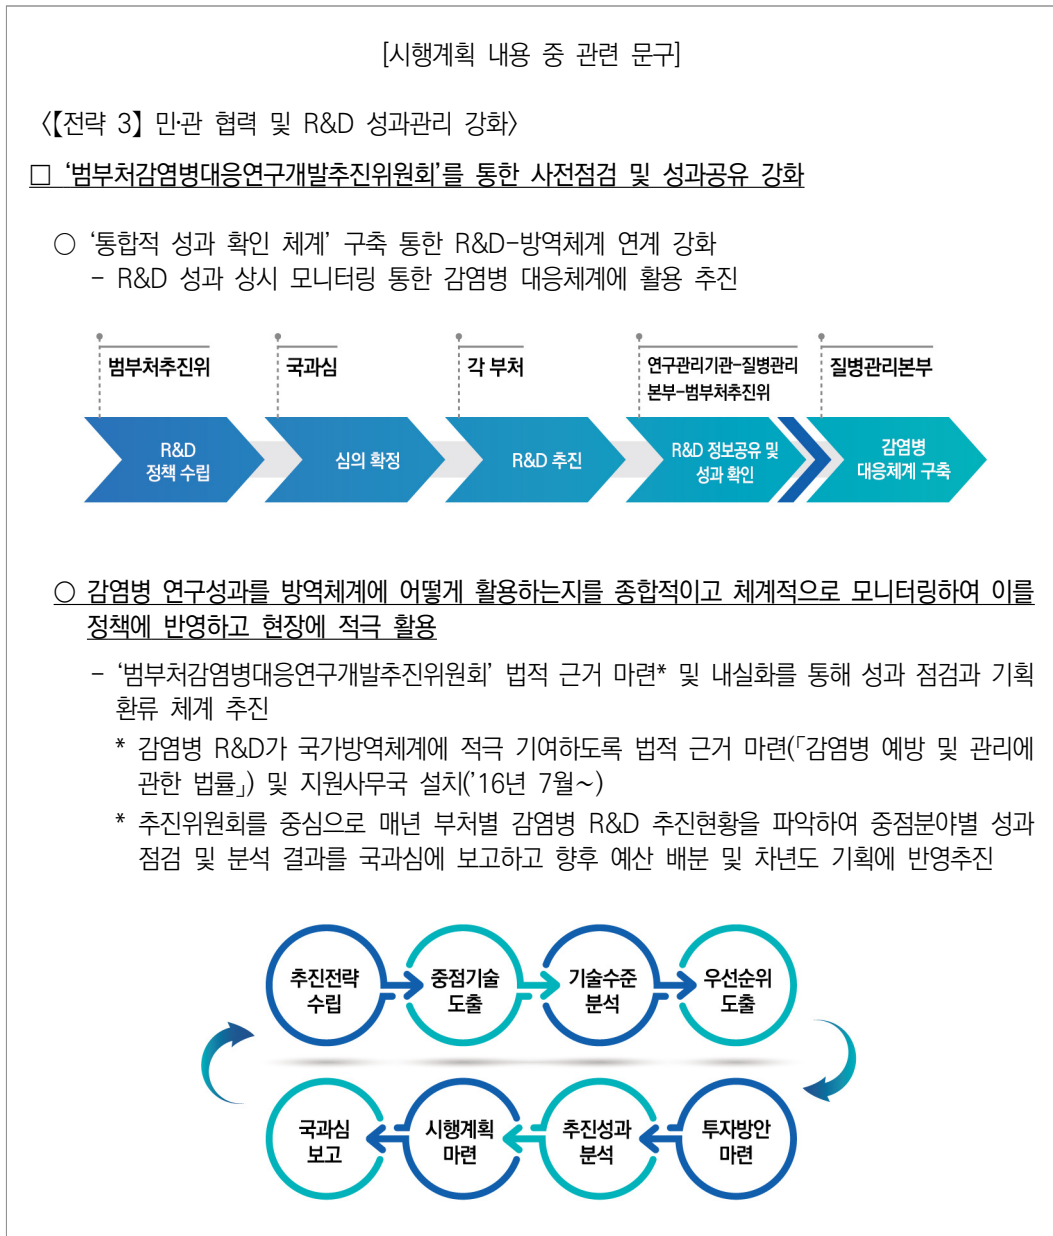 [시행계획 내용 중 관련 문구]
〈【전략 3】 민·관 협력 및 R&D 성과관리 강화〉
□ ‘범부처감염병대응연구개발추진위원회’를 통한 사전점검 및 성과공유 강화
○ ‘통합적 성과 확인 체계’ 구축 통한 R&D-방역체계 연계 강화
- R&D 성과 상시 모니터링 통한 감염병 대응체계에 활용 추진
범부처추진위
국과심
각 부처
연구관리기관-질병관리
본부-범부처추진위
질병관리본부
R&D
정책 수립
심의 확정
R&D 추진
R&D 정보공유 및
성과 확인
감염병
대응체계 구축
○ 감염병 연구성과를 방역체계에 어떻게 활용하는지를 종합적이고 체계적으로 모니터링하여 이를
정책에 반영하고 현장에 적극 활용
- ‘범부처감염병대응연구개발추진위원회’ 법적 근거 마련* 및 내실화를 통해 성과 점검과 기획
환류 체계 추진
* 감염병 R&D가 국가방역체계에 적극 기여하도록 법적 근거 마련(「감염병 예방 및 관리에
관한 법률」) 및 지원사무국 설치(’16년 7월~)
* 추진위원회를 중심으로 매년 부처별 감염병 R&D 추진현황을 파악하여 중점분야별 성과
점검 및 분석 결과를 국과심에 보고하고 향후 예산 배분 및 차년도 기획에 반영추진
추진전략
수립
중점기술
도출
기술수준
분석
우선순위
도출
국과심
보고
시행계획
마련
추진성과
분석
투자방안
마련